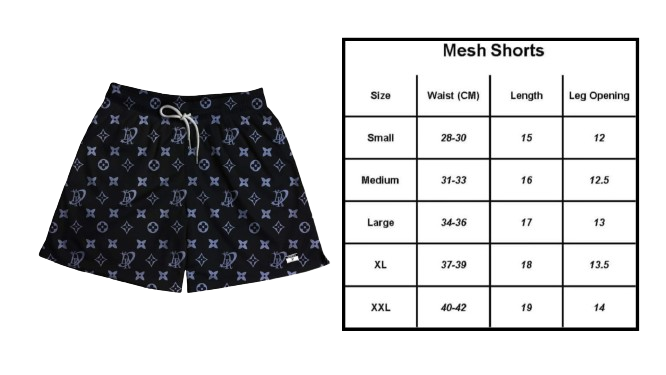 Mesh Shorts
Size Waist (CM) Length Leg Opening
Small 28-30 15 12
Medium 31-33 16 12.5
Large 34-36 17 13
XL 37-39 18 13.5
XXL 40-42 19 14